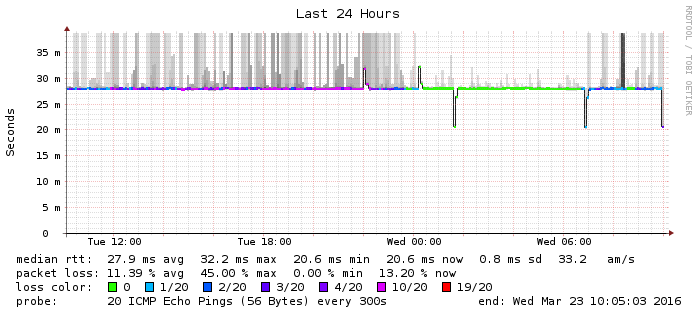 Last 24 Hours
RRDTOOL / TOBI OETIKER
Seconds
35 m
30 m
25 m
20 m
15 m
10 m
5 m
0
Tue 12:00 Tue 18:00 Wed 00:00 Wed 06:00
median rtt: 27.9 ms avg 32.2 ms max 20.6 ms min 20.6 ms now 0.8 ms sd 33.2 am/s
packet loss: 11.39 % avg 45.00 % max 0.00 % min 13.20 % now
loss color: 0 1/20 2/20 3/20 4/20 10/20 19/20
probe: 20 ICMP Echo Pings (56 Bytes) every 300s end: Wed Mar 23 10:05:03 2016